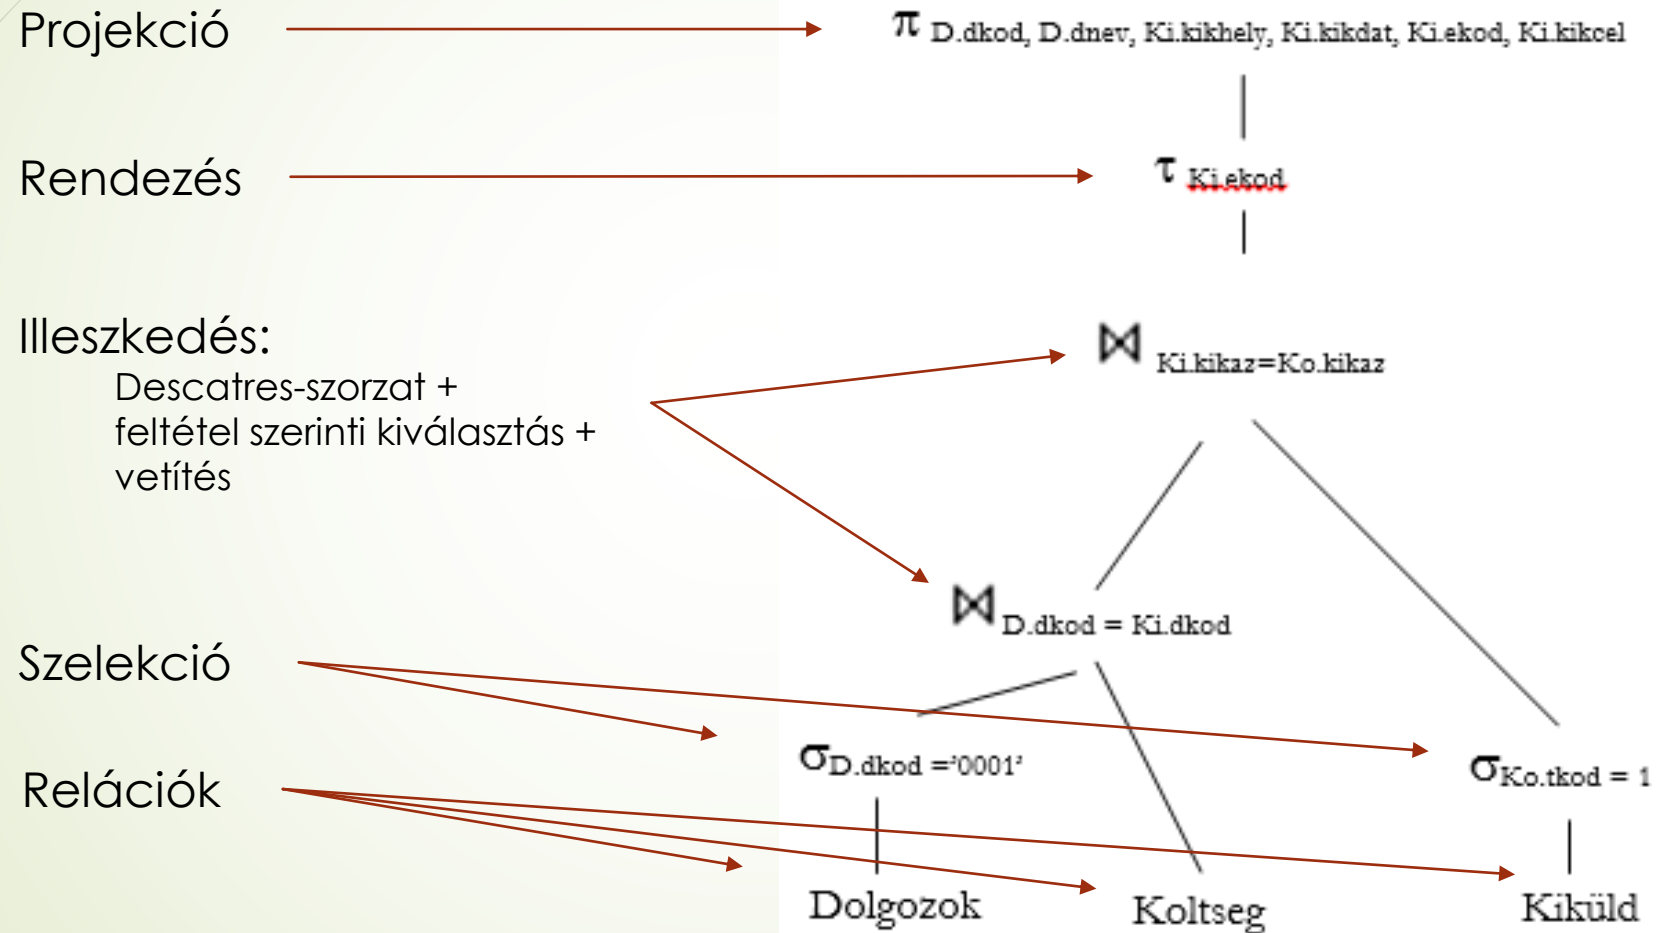 Projekció
π D.dkod, D.dnev, Ki.kikhely, Ki.kikdat, Ki.ekod, Ki.kikcel
Rendezés
τ Ki.ekod
Illeszkedés:
Descatres-szorzat +
feltétel szerinti kiválasztás +
vetítés
⋈ Ki.kikaz=Ko.kikaz
⋈ D.dkod = Ki.dkod
Szelekció
σD.dkod ='0001'
σKo.tkod = 1
Relációk
Dolgozok
Koltseg
Kiküld